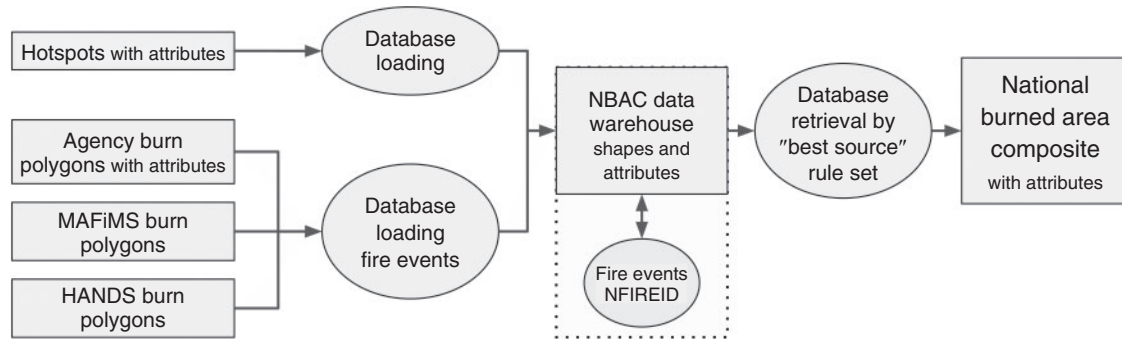 Hotspots with attributes
Database
loading
Agency burn
polygons with attributes
MAFiMS burn
polygons
HANDS burn
polygons
Database
loading
fire events
NBAC data
warehouse
shapes and
attributes
Fire events
NFIREID
Database
retrieval by
"best source"
rule set
National
burned area
composite
with attributes